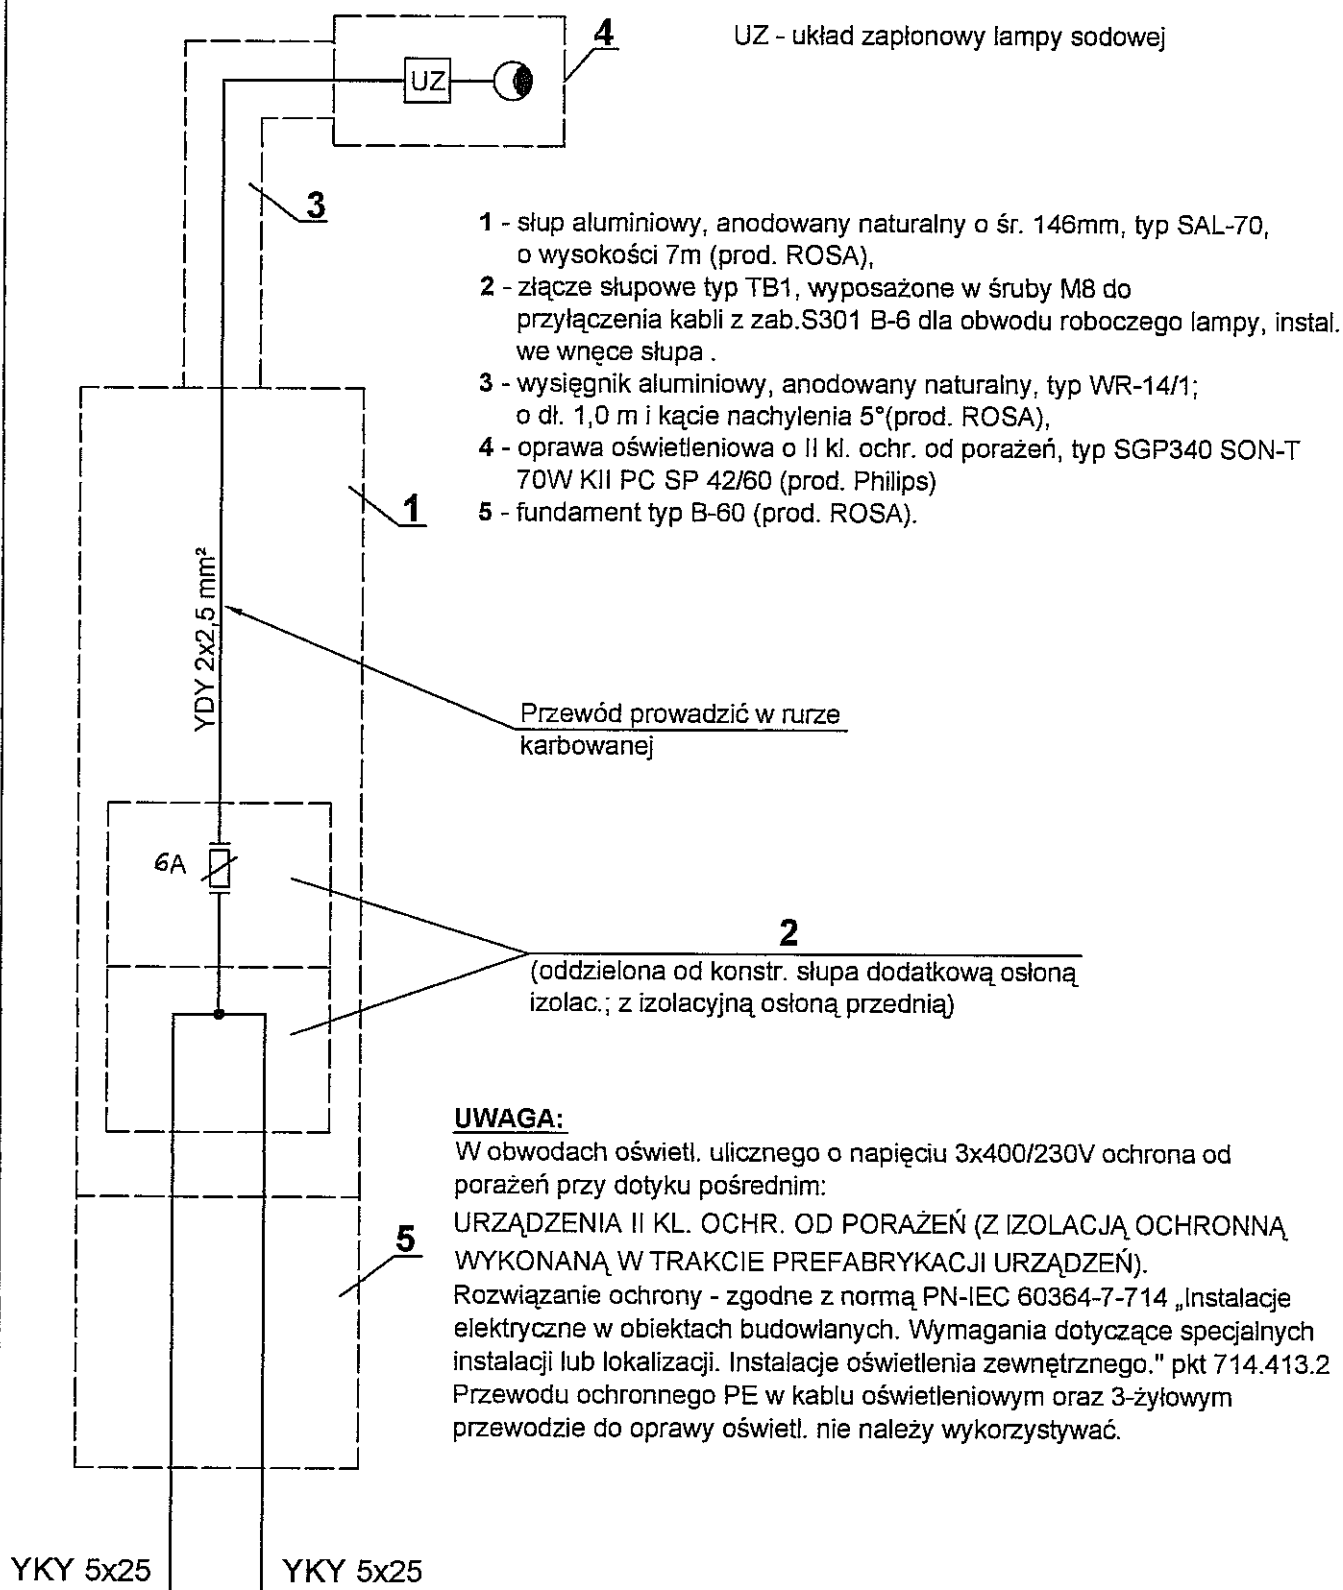 UZ - układ zapłonowy lampy sodowej
4
UZ
3
1 - słup aluminiowy, anodowany naturalny o śr. 146mm, typ SAL-70,
o wysokości 7m (prod. ROSA),
2 - złącze słupowe typ TB1, wyposażone w śruby M8 do
przyłączenia kabli z zab.S301 B-6 dla obwodu roboczego lampy, instal.
we wnęce słupa .
3 - wysięgnik aluminiowy, anodowany naturalny, typ WR-14/1;
o dł. 1,0 m i kącie nachylenia 5°(prod. ROSA),
4 - oprawa oświetleniowa o II kl. ochr. od porażeń, typ SGP340 SON-T
70W KII PC SP 42/60 (prod. Philips)
5 - fundament typ B-60 (prod. ROSA).
1
YDY 2x2,5 mm²
Przewód prowadzić w rurze
karbowanej
6A
2
(oddzielona od konstr. słupa dodatkową osłoną
izolac.; z izolacyjną osłoną przednią)
UWAGA:
W obwodach oświetl. ulicznego o napięciu 3x400/230V ochrona od
porażeń przy dotyku pośrednim:
URZĄDZENIA II KL. OCHR. OD PORAŻEŃ (Z IZOLACJĄ OCHRONNĄ
WYKONANĄ W TRAKCIE PREFABRYKACJI URZĄDZEŃ).
Rozwiązanie ochrony - zgodne z normą PN-IEC 60364-7-714 „Instalacje
elektryczne w obiektach budowlanych. Wymagania dotyczące specjalnych
instalacji lub lokalizacji. Instalacje oświetlenia zewnętrznego." pkt 714.413.2
Przewodu ochronnego PE w kablu oświetleniowym oraz 3-żyłowym
przewodzie do oprawy oświetl. nie należy wykorzystywać.
5
YKY 5x25
YKY 5x25